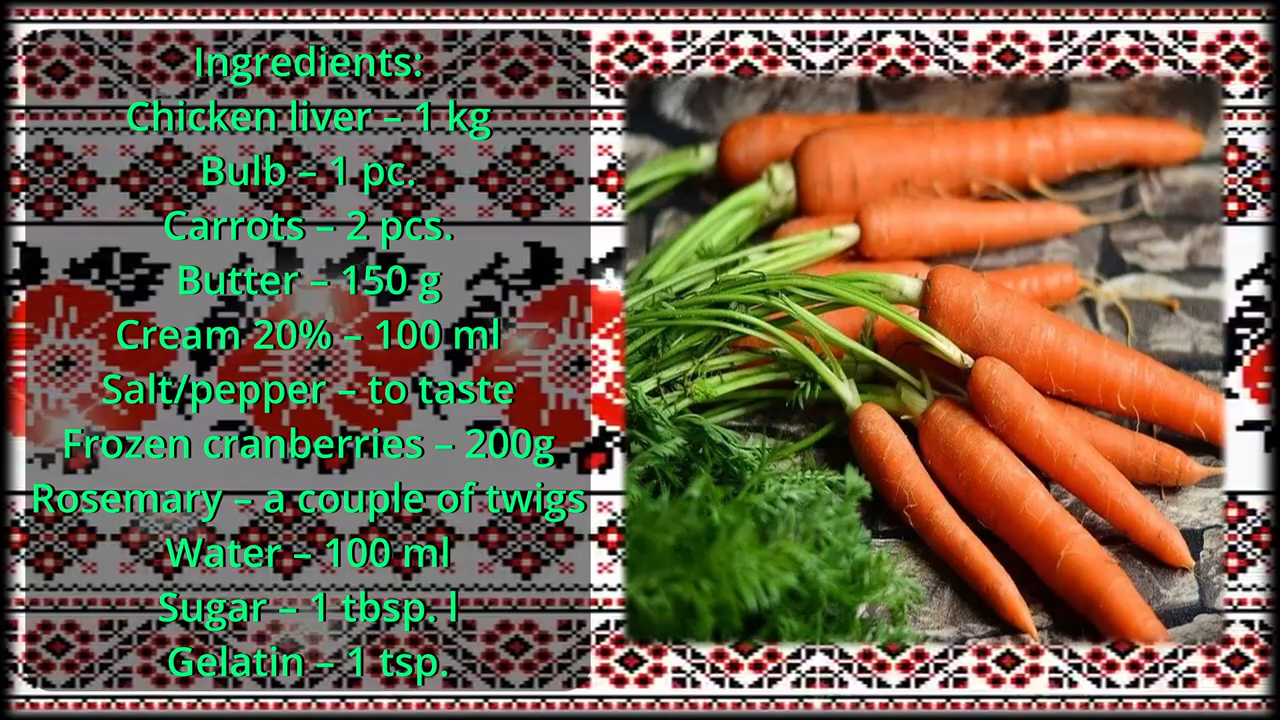 Ingredients:
Chicken liver – 1 kg
Bulb – 1 pc.
Carrots – 2 pcs.
Butter – 150 g
Cream 20% – 100 ml
Salt/pepper – to taste
Frozen cranberries – 200g
Rosemary – a couple of twigs
Water – 100 ml
Sugar – 1 tbsp. l
Gelatin – 1 tsp.